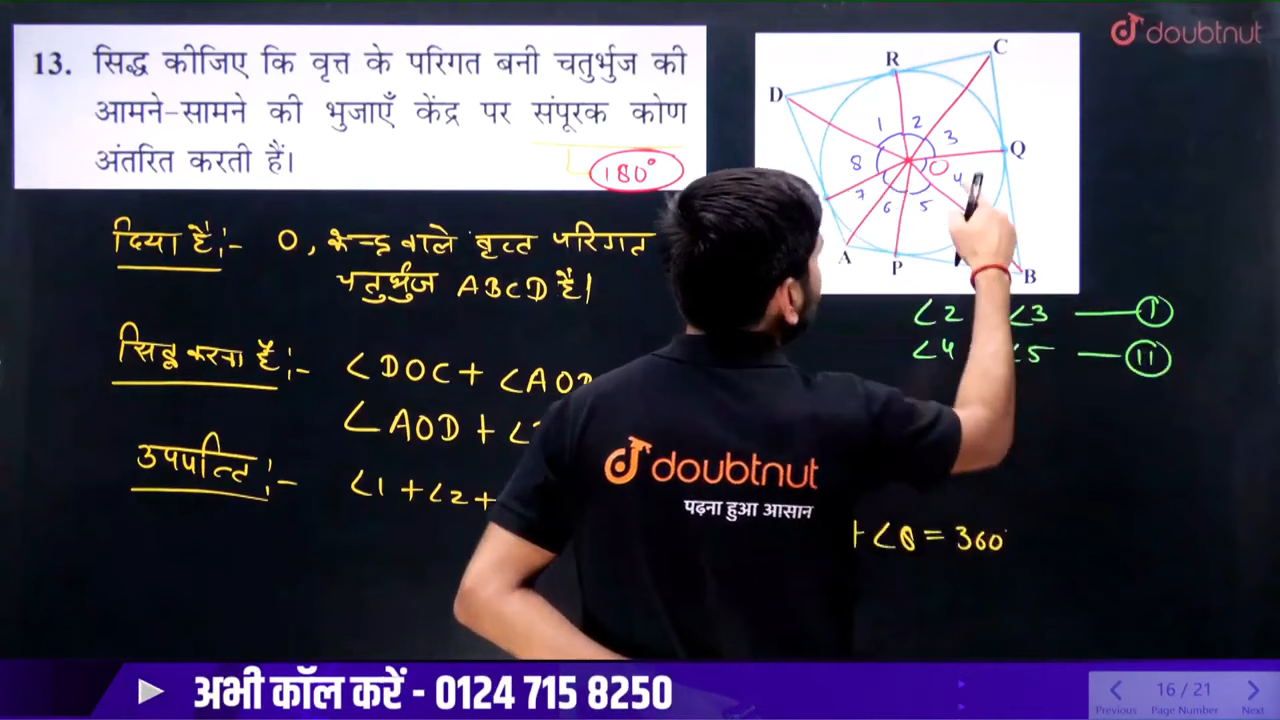 13. सिद्ध कीजिए कि वृत्त के परिगत बनी चतुर्भुज की
आमने-सामने की भुजाएँ केंद्र पर संपूरक कोण
अंतरित करती हैं।
180°
doubtnut
दिया है:- O, केन्द्र वाले वृत्त परिगत
चतुर्भुज ABCD है।
सिद्ध करना है:- ∠DOC + ∠AO
∠AOD + ∠
उपपत्ति:- ∠1 + ∠2 +
+ ∠8 = 360°
R
C
D
1
2
3
Q
8
O
4
7
6
5
A
P
B
∠2 ∠3 — I
∠4 ∠5 — II
doubtnut
पढ़ना हुआ आसान
अभी कॉल करें - 0124 715 8250
16 / 21
Previous Page Number Next